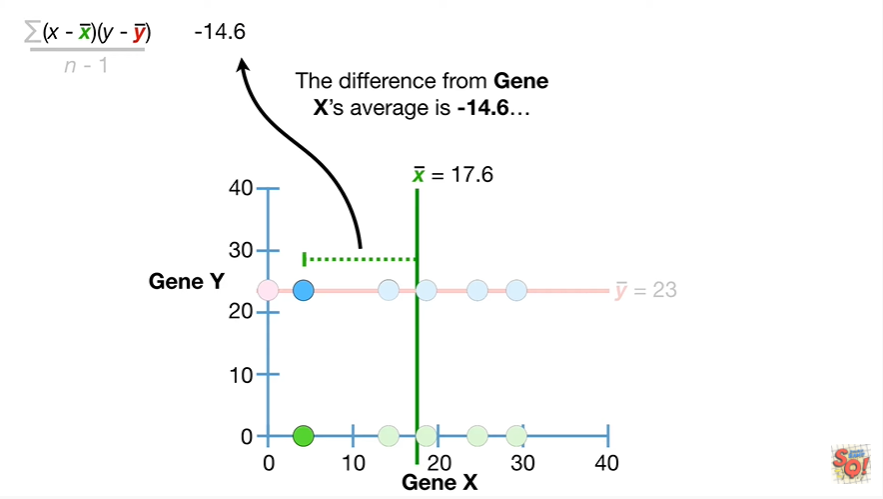 ∑(x - x̄)(y - ȳ) -14.6
n - 1
The difference from Gene
X's average is -14.6…
x̄ = 17.6
40
30
Gene Y
ȳ = 23
20
10
0
0 10 20 30 40
Gene X
SQ!